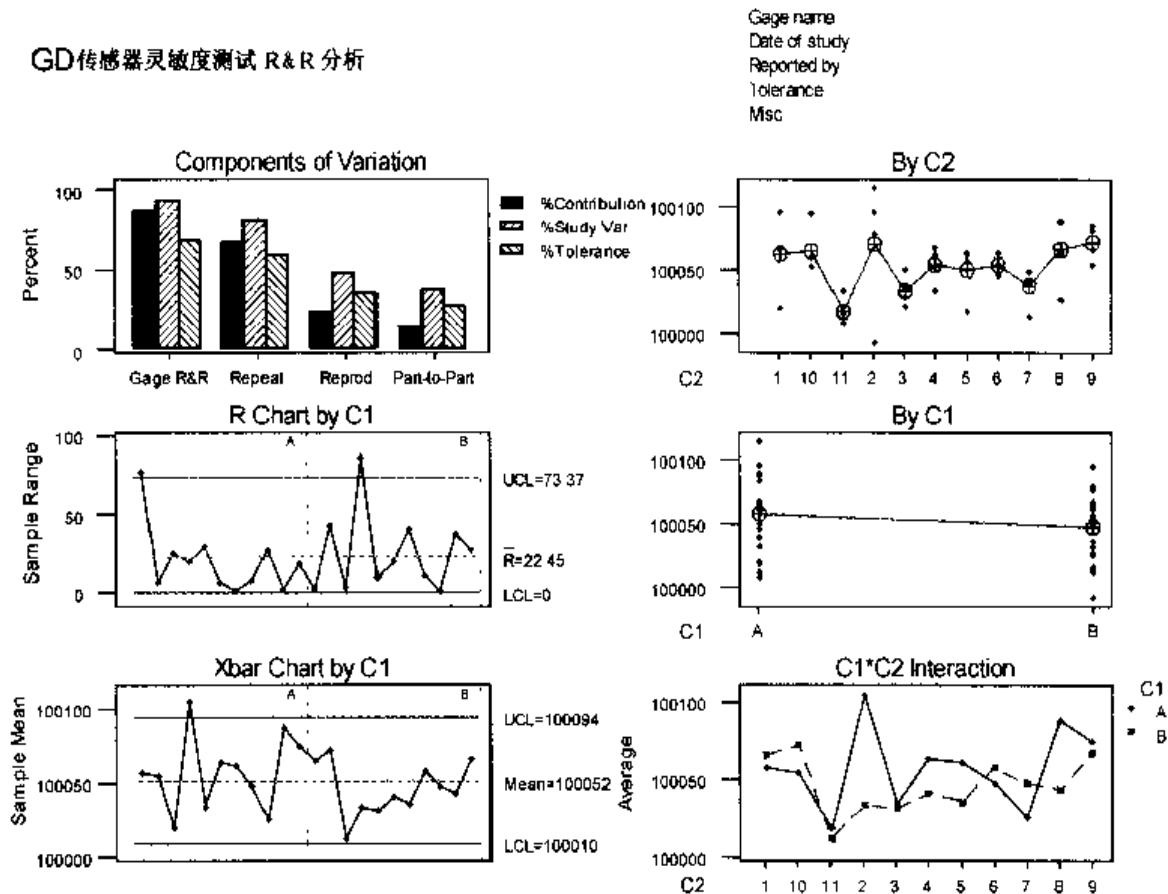 GD传感器灵敏度测试 R&R 分析
Gage name
Date of study
Reported by
Tolerance
Misc
Components of Variation
100
50
0
Percent
Gage R&R Repeat Reprod Part-to-Part
%Contribution
%Study Var
%Tolerance
By C2
100100
100050
100000
C2 1 10 11 2 3 4 5 6 7 8 9
R Chart by C1
A B
100
50
0
Sample Range
UCL=73 37
R=22 45
LCL=0
By C1
100100
100050
100000
C1 A B
Xbar Chart by C1
A B
100100
100050
100000
Sample Mean
UCL=100094
Mean=100052
LCL=100010
C1*C2 Interaction
100100
100050
100000
Average
C1
A
B
C2 1 10 11 2 3 4 5 6 7 8 9